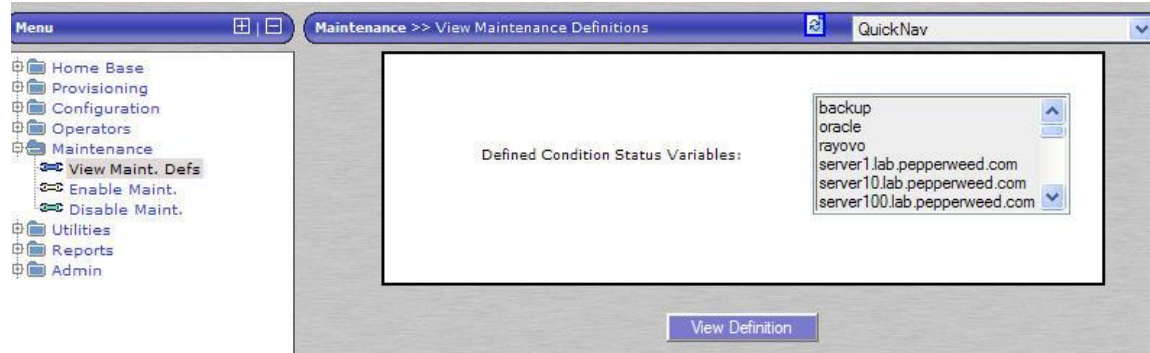 Menu
Maintenance >> View Maintenance Definitions
QuickNav
Home Base
Provisioning
Configuration
Operators
Maintenance
View Maint. Defs
Enable Maint.
Disable Maint.
Utilities
Reports
Admin
Defined Condition Status Variables:
backup
oracle
rayovo
server1.lab.pepperweed.com
server10.lab.pepperweed.com
server100.lab.pepperweed.com
View Definition